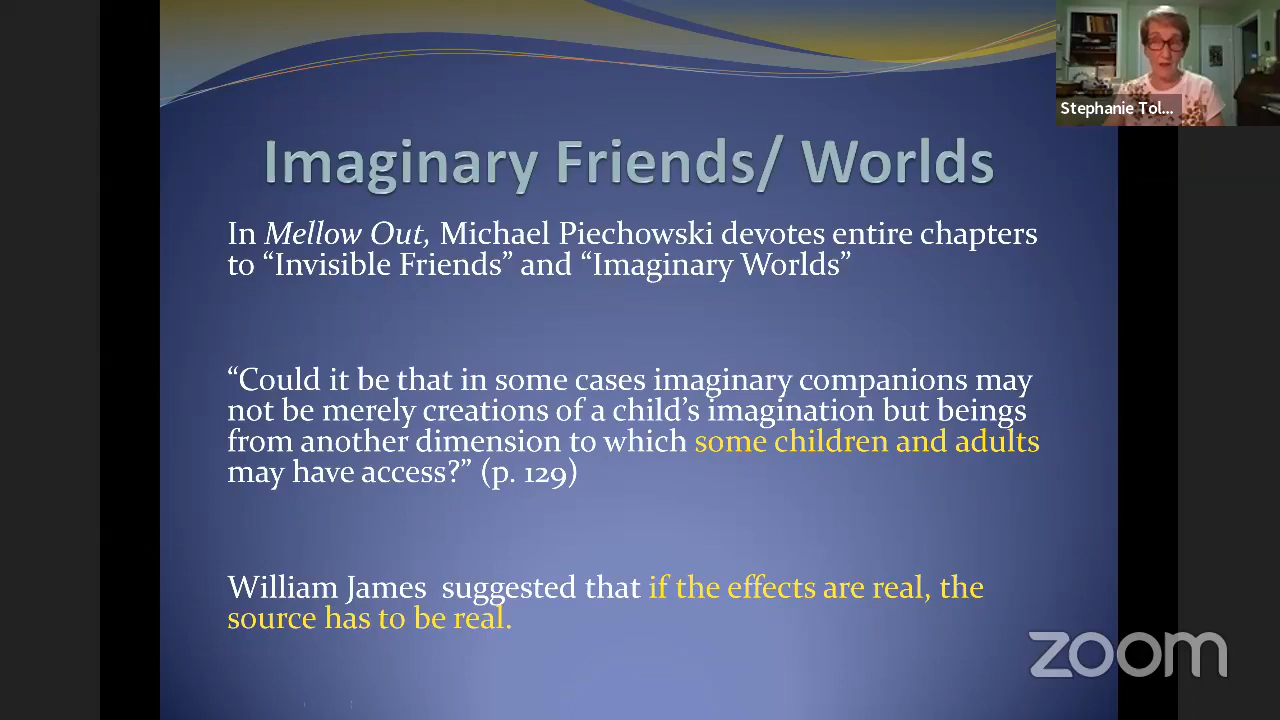 Stephanie Tol...
Imaginary Friends/ Worlds
In Mellow Out, Michael Piechowski devotes entire chapters
to “Invisible Friends” and “Imaginary Worlds”
“Could it be that in some cases imaginary companions may
not be merely creations of a child’s imagination but beings
from another dimension to which some children and adults
may have access?” (p. 129)
William James suggested that if the effects are real, the
source has to be real.
zoom